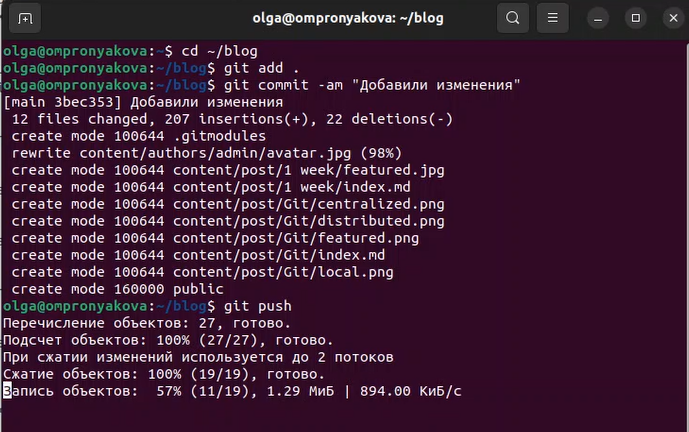 olga@ompronyakova: ~/blog
olga@ompronyakova:~$ cd ~/blog
olga@ompronyakova:~/blog$ git add .
olga@ompronyakova:~/blog$ git commit -am "Добавили изменения"
[main 3bec353] Добавили изменения
 12 files changed, 207 insertions(+), 22 deletions(-)
 create mode 100644 .gitmodules
 rewrite content/authors/admin/avatar.jpg (98%)
 create mode 100644 content/post/1 week/featured.jpg
 create mode 100644 content/post/1 week/index.md
 create mode 100644 content/post/Git/centralized.png
 create mode 100644 content/post/Git/distributed.png
 create mode 100644 content/post/Git/featured.png
 create mode 100644 content/post/Git/index.md
 create mode 100644 content/post/Git/local.png
 create mode 160000 public
olga@ompronyakova:~/blog$ git push
Перечисление объектов: 27, готово.
Подсчет объектов: 100% (27/27), готово.
При сжатии изменений используется до 2 потоков
Сжатие объектов: 100% (19/19), готово.
Запись объектов:  57% (11/19), 1.29 МиБ | 894.00 КиБ/с